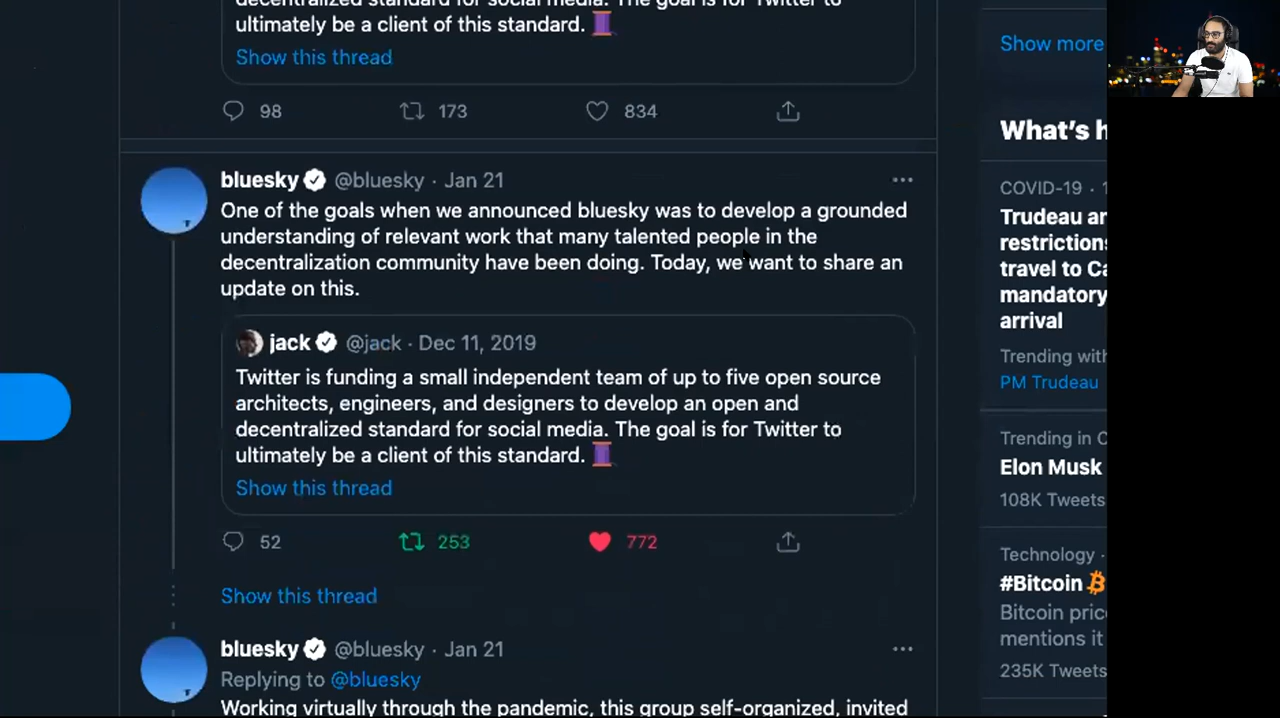 decentralized standard for social media. The goal is for Twitter to
ultimately be a client of this standard. 🧵
Show this thread
98 173 834
bluesky @bluesky · Jan 21
One of the goals when we announced bluesky was to develop a grounded
understanding of relevant work that many talented people in the
decentralization community have been doing. Today, we want to share an
update on this.
jack @jack · Dec 11, 2019
Twitter is funding a small independent team of up to five open source
architects, engineers, and designers to develop an open and
decentralized standard for social media. The goal is for Twitter to
ultimately be a client of this standard. 🧵
Show this thread
52 253 772
Show this thread
bluesky @bluesky · Jan 21
Replying to @bluesky
Working virtually through the pandemic, this group self-organized, invited
Show more
What's h
COVID-19 · 1
Trudeau an
restrictions
travel to Ca
mandatory
arrival
Trending with
PM Trudeau
Trending in C
Elon Musk
108K Tweets
Technology ·
#Bitcoin
Bitcoin price
mentions it
235K Tweets